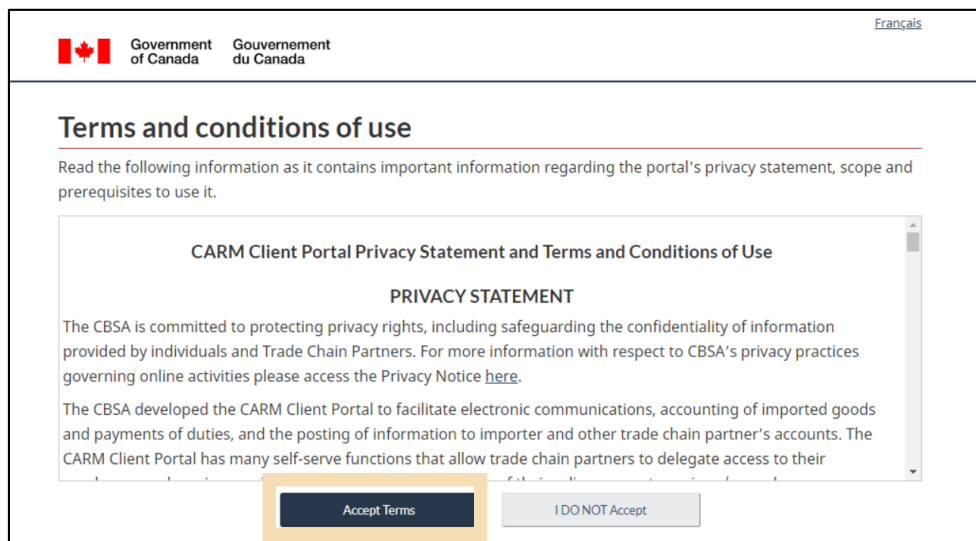 Français
Government of Canada
Gouvernement du Canada
Terms and conditions of use
Read the following information as it contains important information regarding the portal's privacy statement, scope and
prerequisites to use it.
CARM Client Portal Privacy Statement and Terms and Conditions of Use
PRIVACY STATEMENT
The CBSA is committed to protecting privacy rights, including safeguarding the confidentiality of information
provided by individuals and Trade Chain Partners. For more information with respect to CBSA's privacy practices
governing online activities please access the Privacy Notice here.
The CBSA developed the CARM Client Portal to facilitate electronic communications, accounting of imported goods
and payments of duties, and the posting of information to importer and other trade chain partner's accounts. The
CARM Client Portal has many self-serve functions that allow trade chain partners to delegate access to their
Accept Terms
I DO NOT Accept